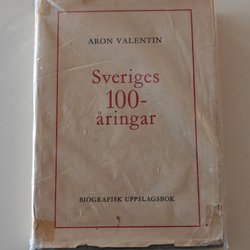 ARON VALENTIN
Sveriges
100-
åringar
BIOGRAFISK UPPSLAGSBOK